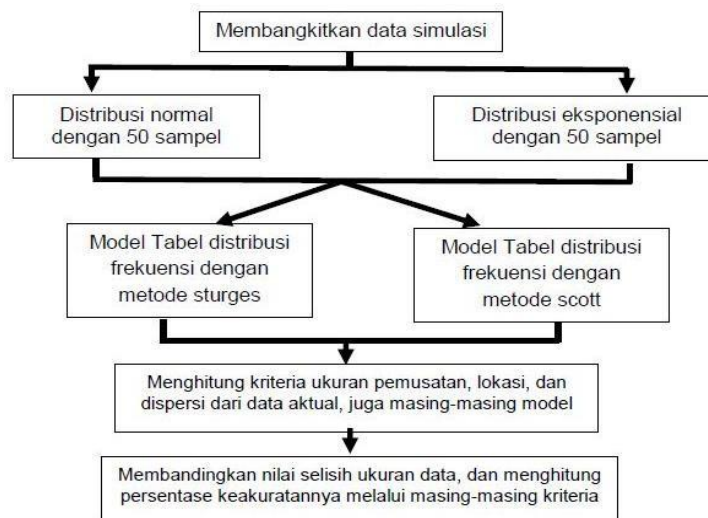 Membangkitkan data simulasi
Distribusi normal
dengan 50 sampel
Distribusi eksponensial
dengan 50 sampel
Model Tabel distribusi
frekuensi dengan
metode sturges
Model Tabel distribusi
frekuensi dengan
metode scott
Menghitung kriteria ukuran pemusatan, lokasi, dan
dispersi dari data aktual, juga masing-masing model
Membandingkan nilai selisih ukuran data, dan menghitung
persentase keakuratannya melalui masing-masing kriteria